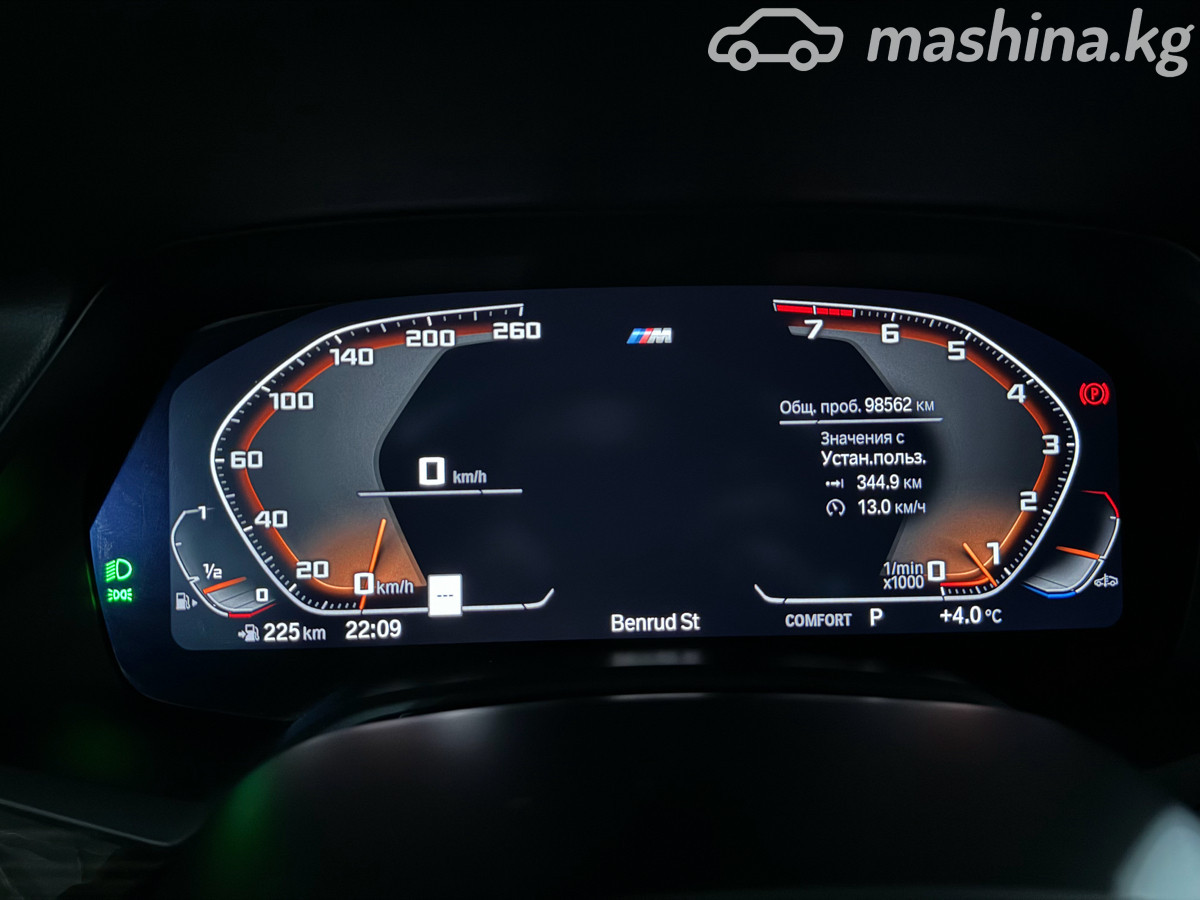 mashina.kg
260
200
140
100
60
40
20
0 km/h
M
7
6
5
4
3
2
1
0
1/min
x1000
P
Общ. проб. 98562 км
Значения с
Устан.польз.
344.9 км
13.0 км/ч
0 km/h
1
1/2
0
---
225 km
22:09
Benrud St
COMFORT P
+4.0°C